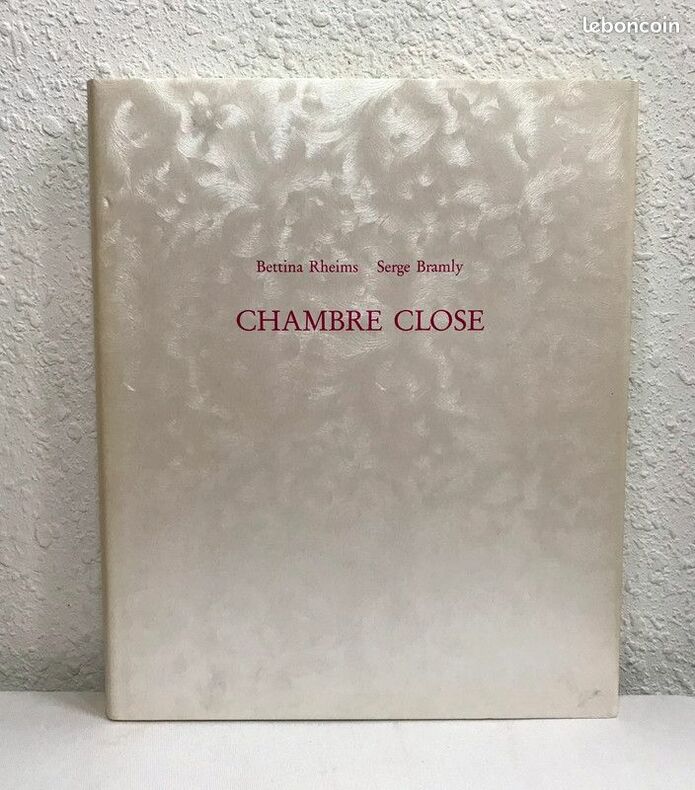 leboncoin
Bettina Rheims Serge Bramly
CHAMBRE CLOSE